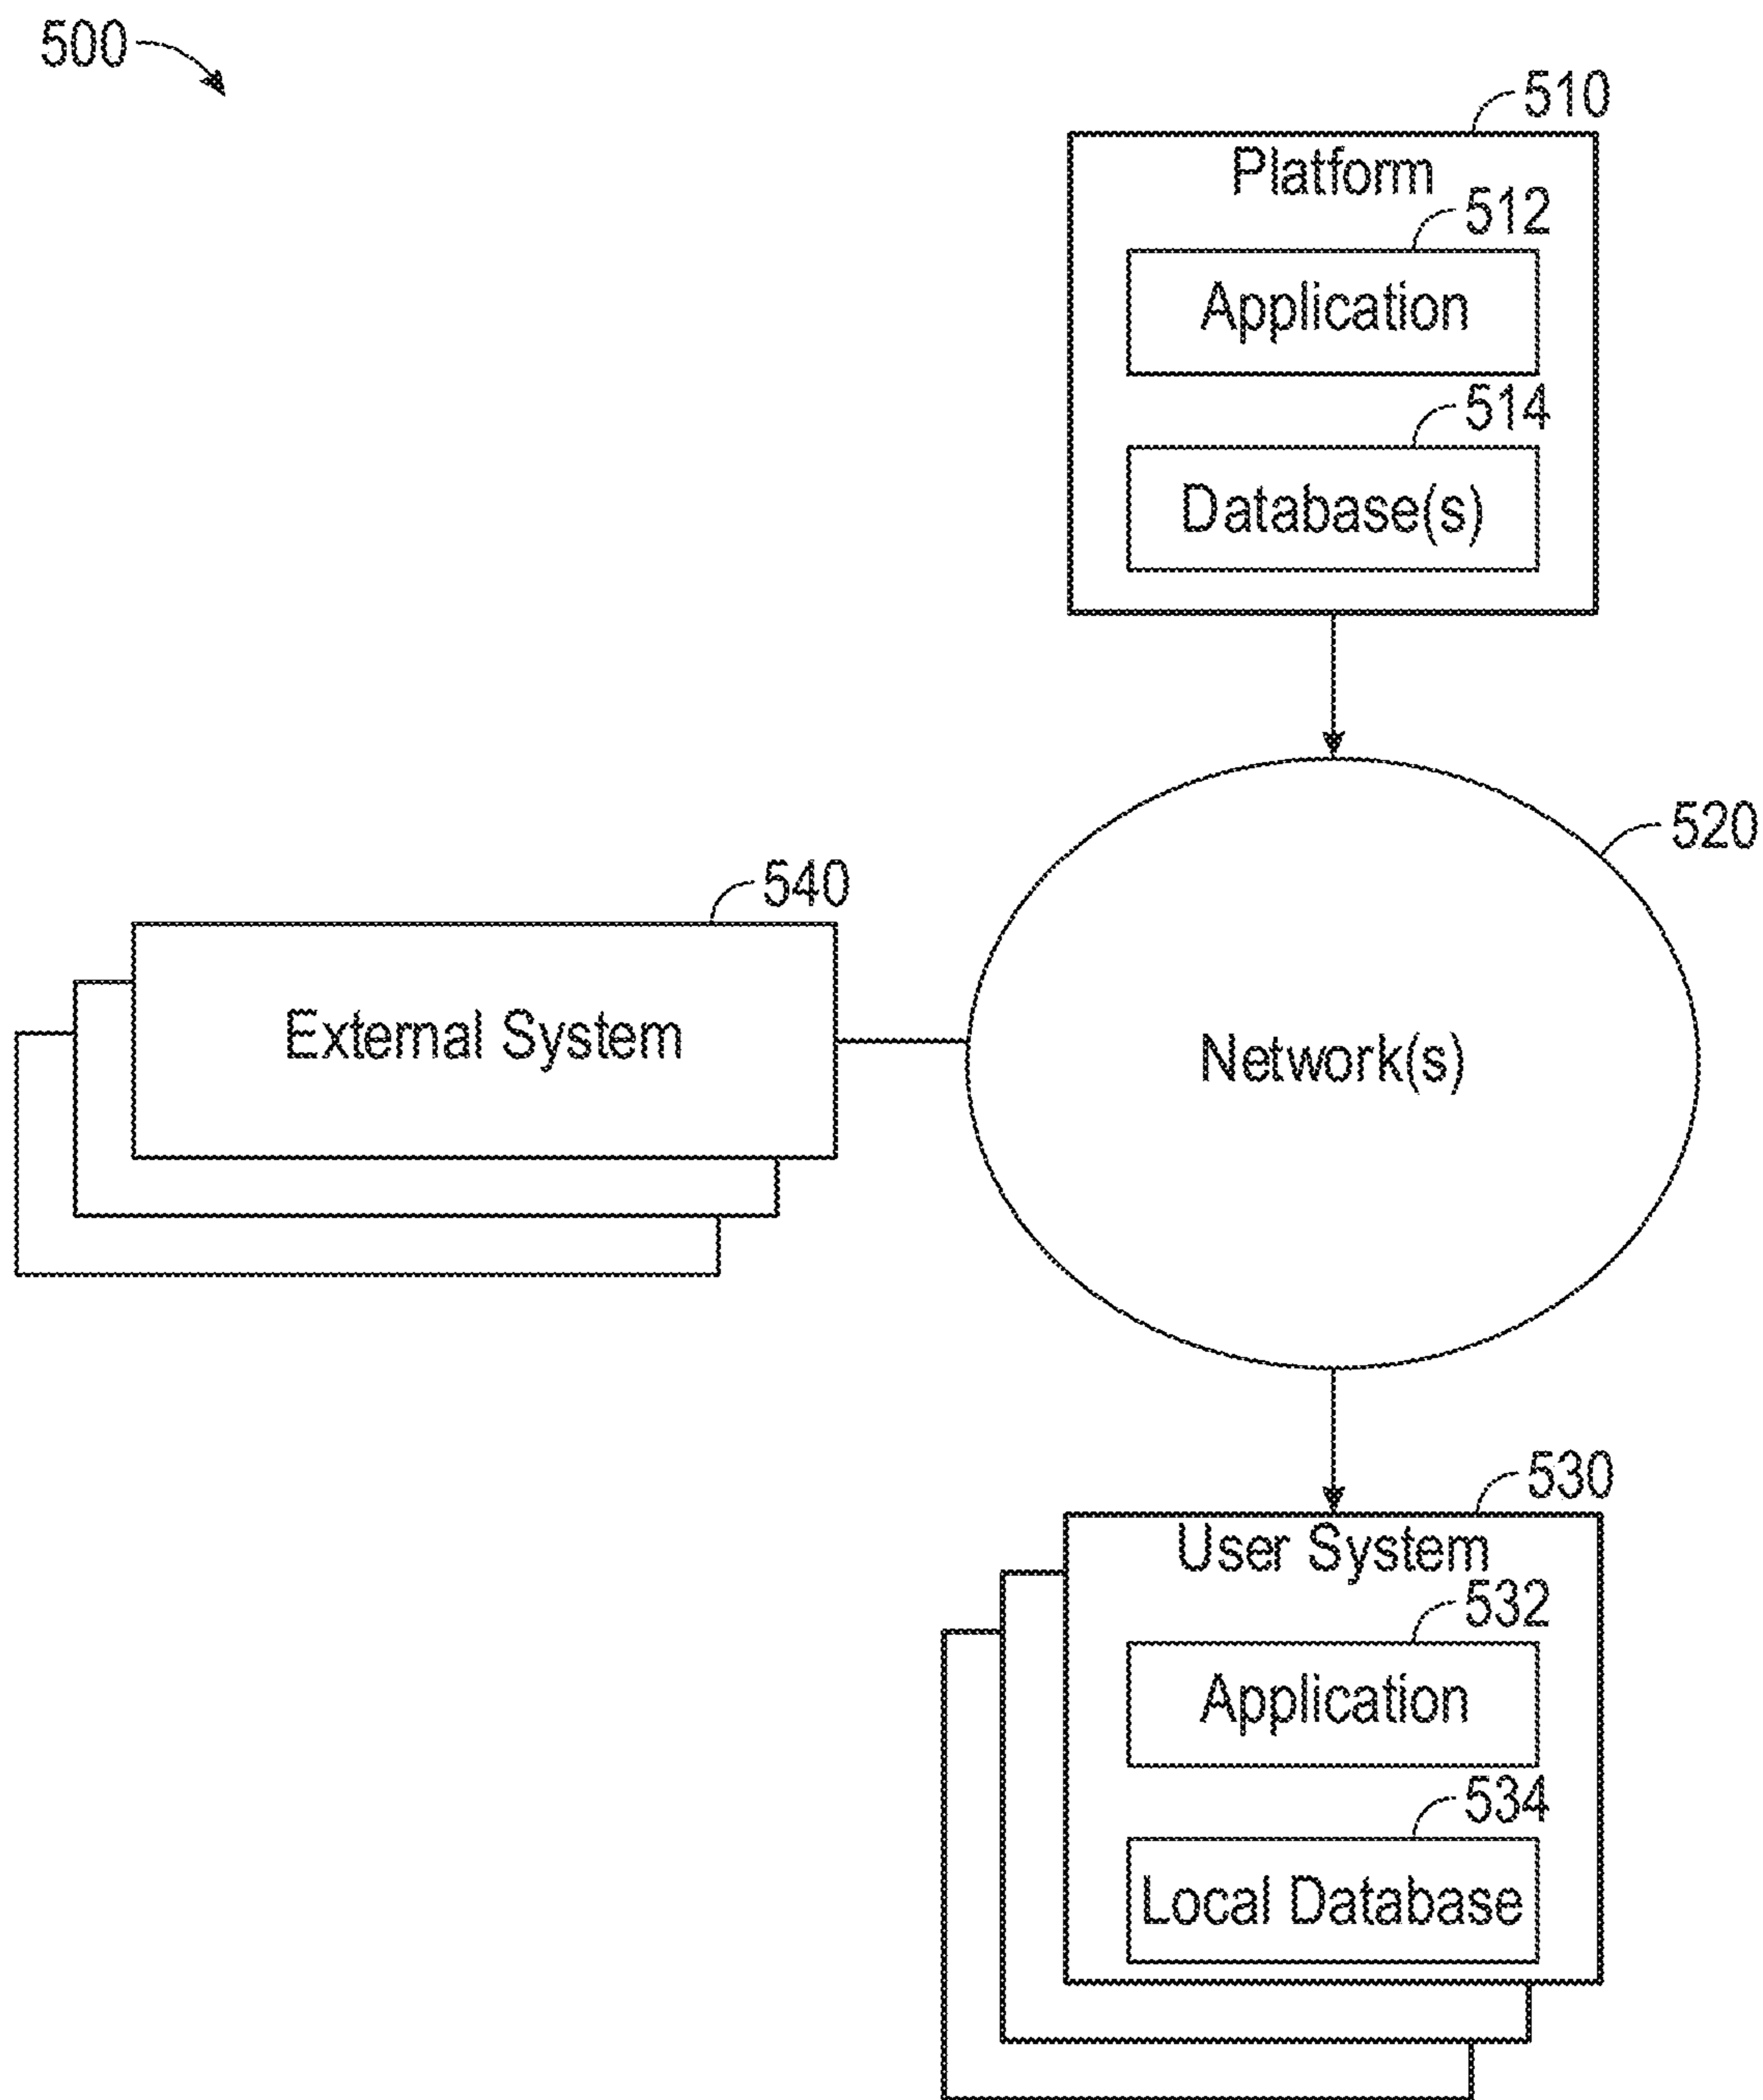 500
510
Platform
512
Application
514
Database(s)
520
540
External System
Network(s)
530
User System
532
Application
534
Local Database